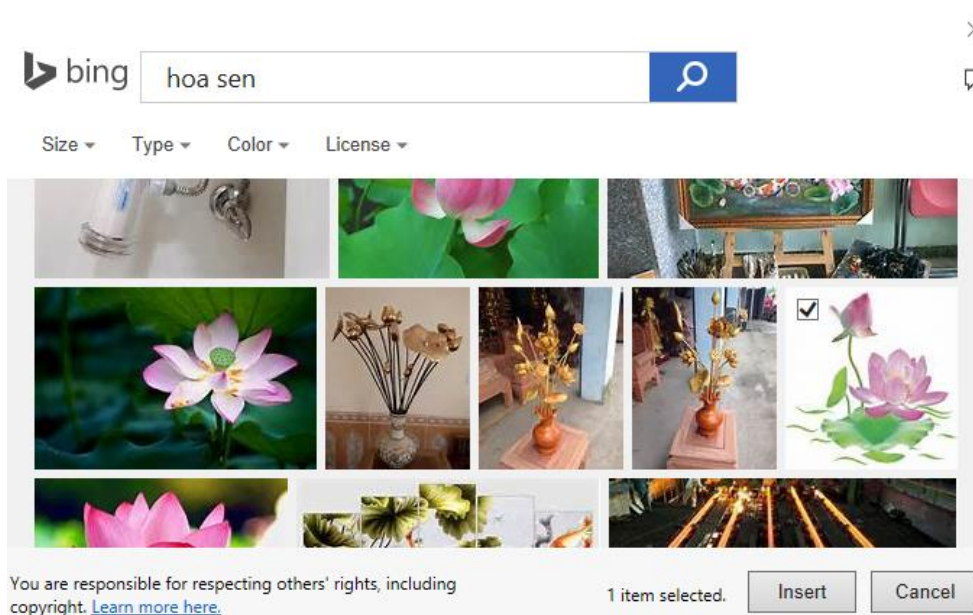 bing
hoa sen
Size Type Color License
You are responsible for respecting others' rights, including
copyright. Learn more here.
1 item selected.
Insert
Cancel